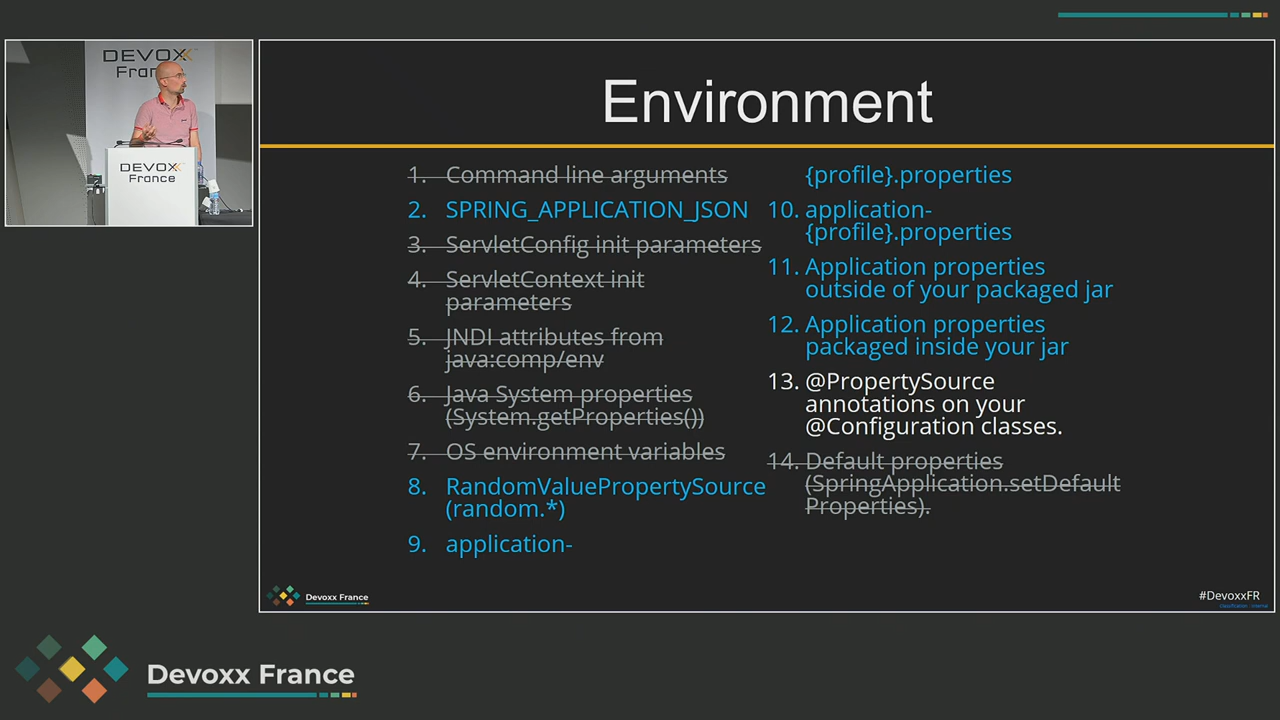 DEVOXX
France
DEVOXX
France
Environment
1. Command line arguments
2. SPRING_APPLICATION_JSON
3. ServletConfig init parameters
4. ServletContext init
parameters
5. JNDI attributes from
java:comp/env
6. Java System properties
(System.getProperties())
7. OS environment variables
8. RandomValuePropertySource
(random.*)
9. application-
{profile}.properties
10. application-
{profile}.properties
11. Application properties
outside of your packaged jar
12. Application properties
packaged inside your jar
13. @PropertySource
annotations on your
@Configuration classes.
14. Default properties
(SpringApplication.setDefault
Properties).
Devoxx France
#DevoxxFR
Classification : Internal
Devoxx France